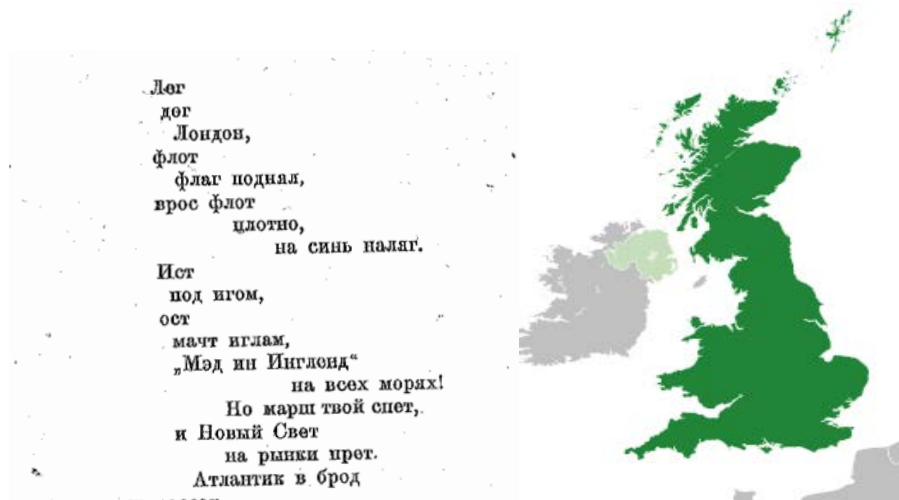 Лег
дог
Лондон,
флот
флаг поднял,
врос флот
плотно,
на синь наляг.
Ист
под игом,
ост
мачт иглам,
„Мэд ин Ингленд“
на всех морях!
Но марш твой спет,
и Новый Свет
на рынки прет.
Атлантик в брод